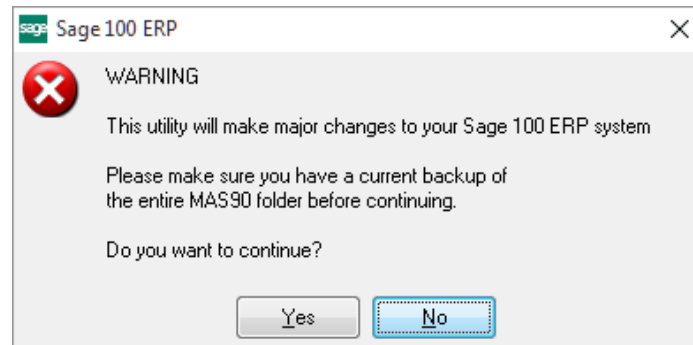 sage Sage 100 ERP
WARNING
This utility will make major changes to your Sage 100 ERP system
Please make sure you have a current backup of
the entire MAS90 folder before continuing.
Do you want to continue?
Yes No